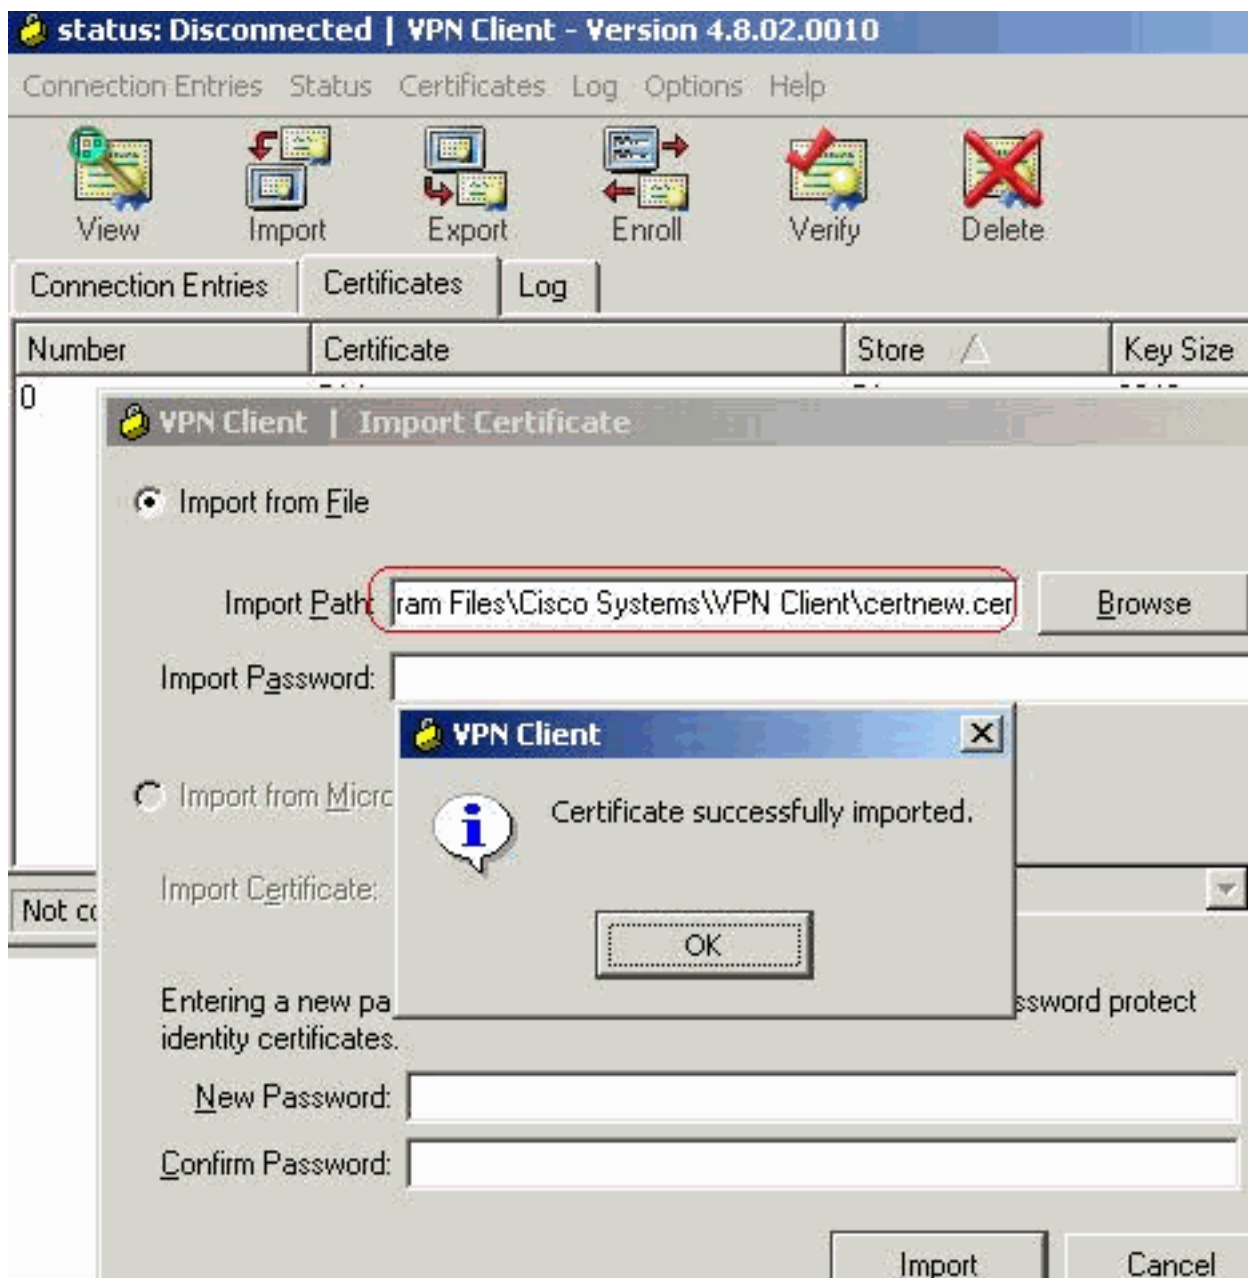 status: Disconnected | VPN Client - Version 4.8.02.0010
Connection Entries Status Certificates Log Options Help
View Import Export Enroll Verify Delete
Connection Entries Certificates Log
Number Certificate Store Key Size
0
VPN Client | Import Certificate
Import from File
Import Path: ram Files\Cisco Systems\VPN Client\certnew.cer Browse
Import Password:
VPN Client
Import from Micro
Certificate successfully imported.
Import Certificate:
Not co
OK
Entering a new pa ssword protect
identity certificates.
New Password:
Confirm Password:
Import Cancel